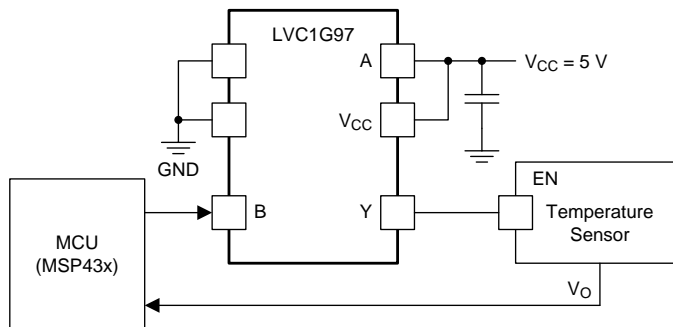 LVC1G97
A
V_CC = 5 V
V_CC
GND
EN
B
Y
Temperature
Sensor
MCU
(MSP43x)
V_O